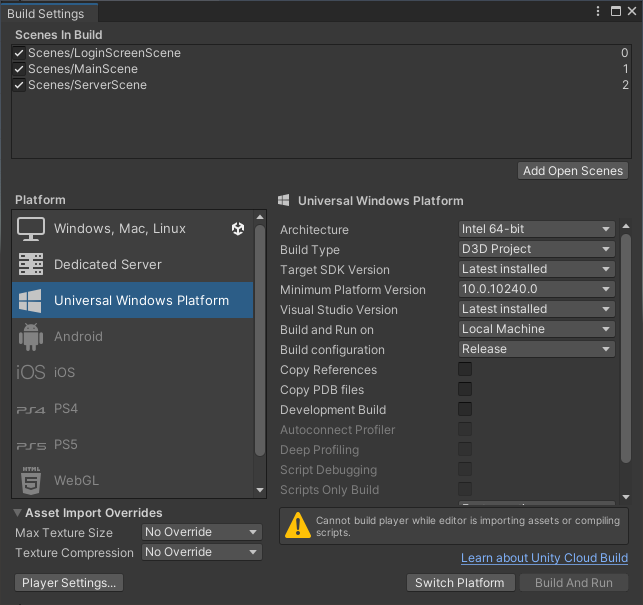 Build Settings
Scenes In Build
Scenes/LoginScreenScene 0
Scenes/MainScene 1
Scenes/ServerScene 2
Add Open Scenes
Platform
Windows, Mac, Linux
Dedicated Server
Universal Windows Platform
Android
iOS iOS
PS4 PS4
PS5 PS5
HTML
5 WebGL
Universal Windows Platform
Architecture Intel 64-bit
Build Type D3D Project
Target SDK Version Latest installed
Minimum Platform Version 10.0.10240.0
Visual Studio Version Latest installed
Build and Run on Local Machine
Build configuration Release
Copy References
Copy PDB files
Development Build
Autoconnect Profiler
Deep Profiling
Script Debugging
Scripts Only Build
Asset Import Overrides
Max Texture Size No Override
Texture Compression No Override
Cannot build player while editor is importing assets or compiling
scripts.
Learn about Unity Cloud Build
Player Settings...
Switch Platform
Build And Run